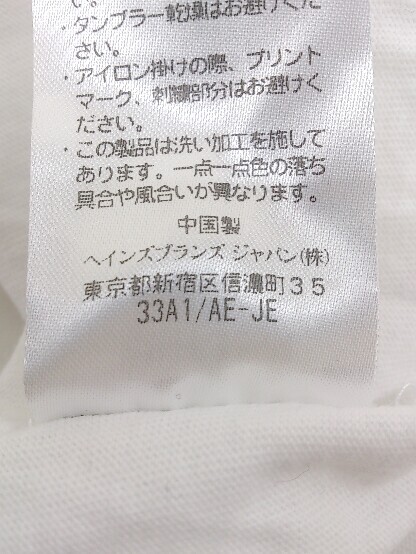 い。
・タンブラー乾燥はお避けくだ
さい。
・アイロン掛けの際、プリント
マーク、刺繍部分はお避けく
ださい。
・この製品は洗い加工を施して
あります。一点一点色の落ち
具合や風合いが異なります。
中国製
ヘインズブランズ ジャパン(株)
東京都新宿区信濃町35
33A1/AE-JE